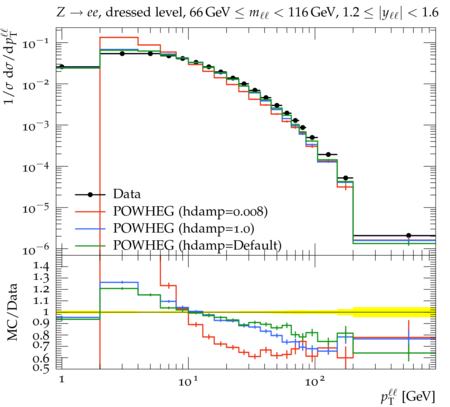 Z → ee, dressed level, 66 GeV ≤ m_ℓℓ < 116 GeV, 1.2 ≤ |y_ℓℓ| < 1.6
1/σ dσ/dp_T^ℓℓ
10^−1
10^−2
10^−3
10^−4
10^−5
10^−6
Data
POWHEG (hdamp=0.008)
POWHEG (hdamp=1.0)
POWHEG (hdamp=Default)
MC/Data
1.4
1.3
1.2
1.1
1
0.9
0.8
0.7
0.6
0.5
1 10^1 10^2
p_T^ℓℓ [GeV]